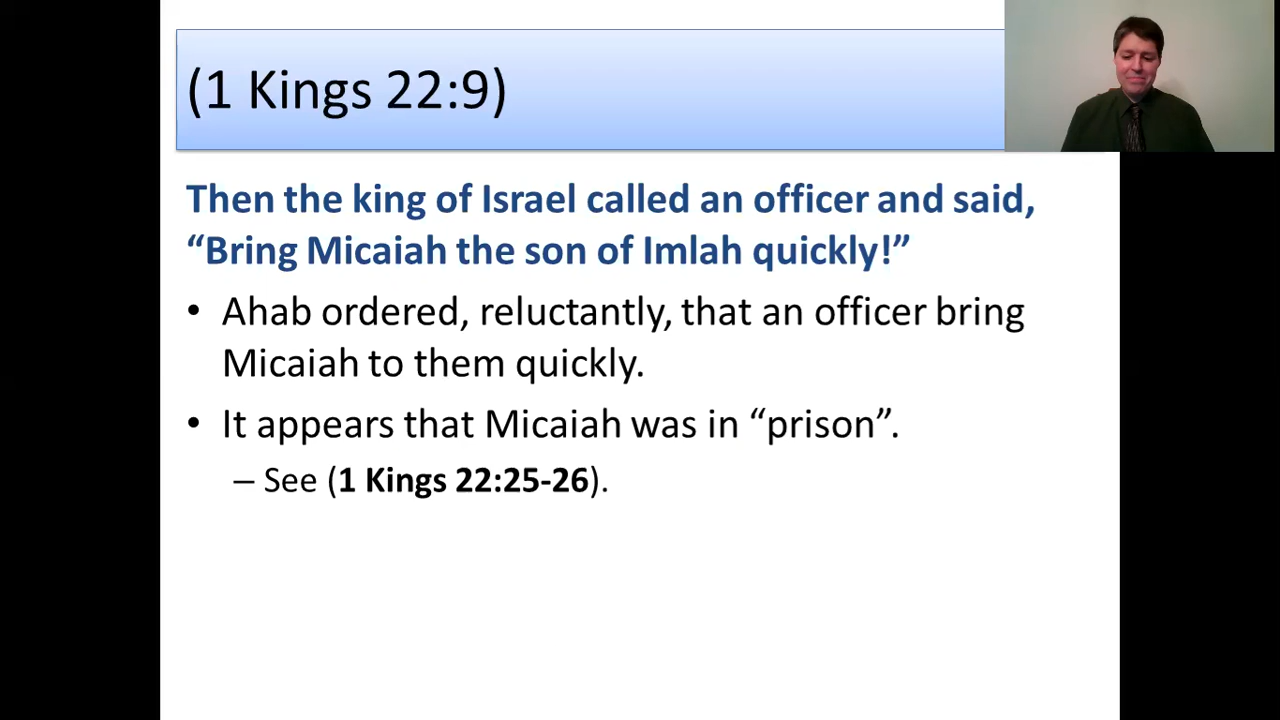 (1 Kings 22:9)
Then the king of Israel called an officer and said,
“Bring Micaiah the son of Imlah quickly!”
• Ahab ordered, reluctantly, that an officer bring
Micaiah to them quickly.
• It appears that Micaiah was in “prison”.
– See (1 Kings 22:25-26).